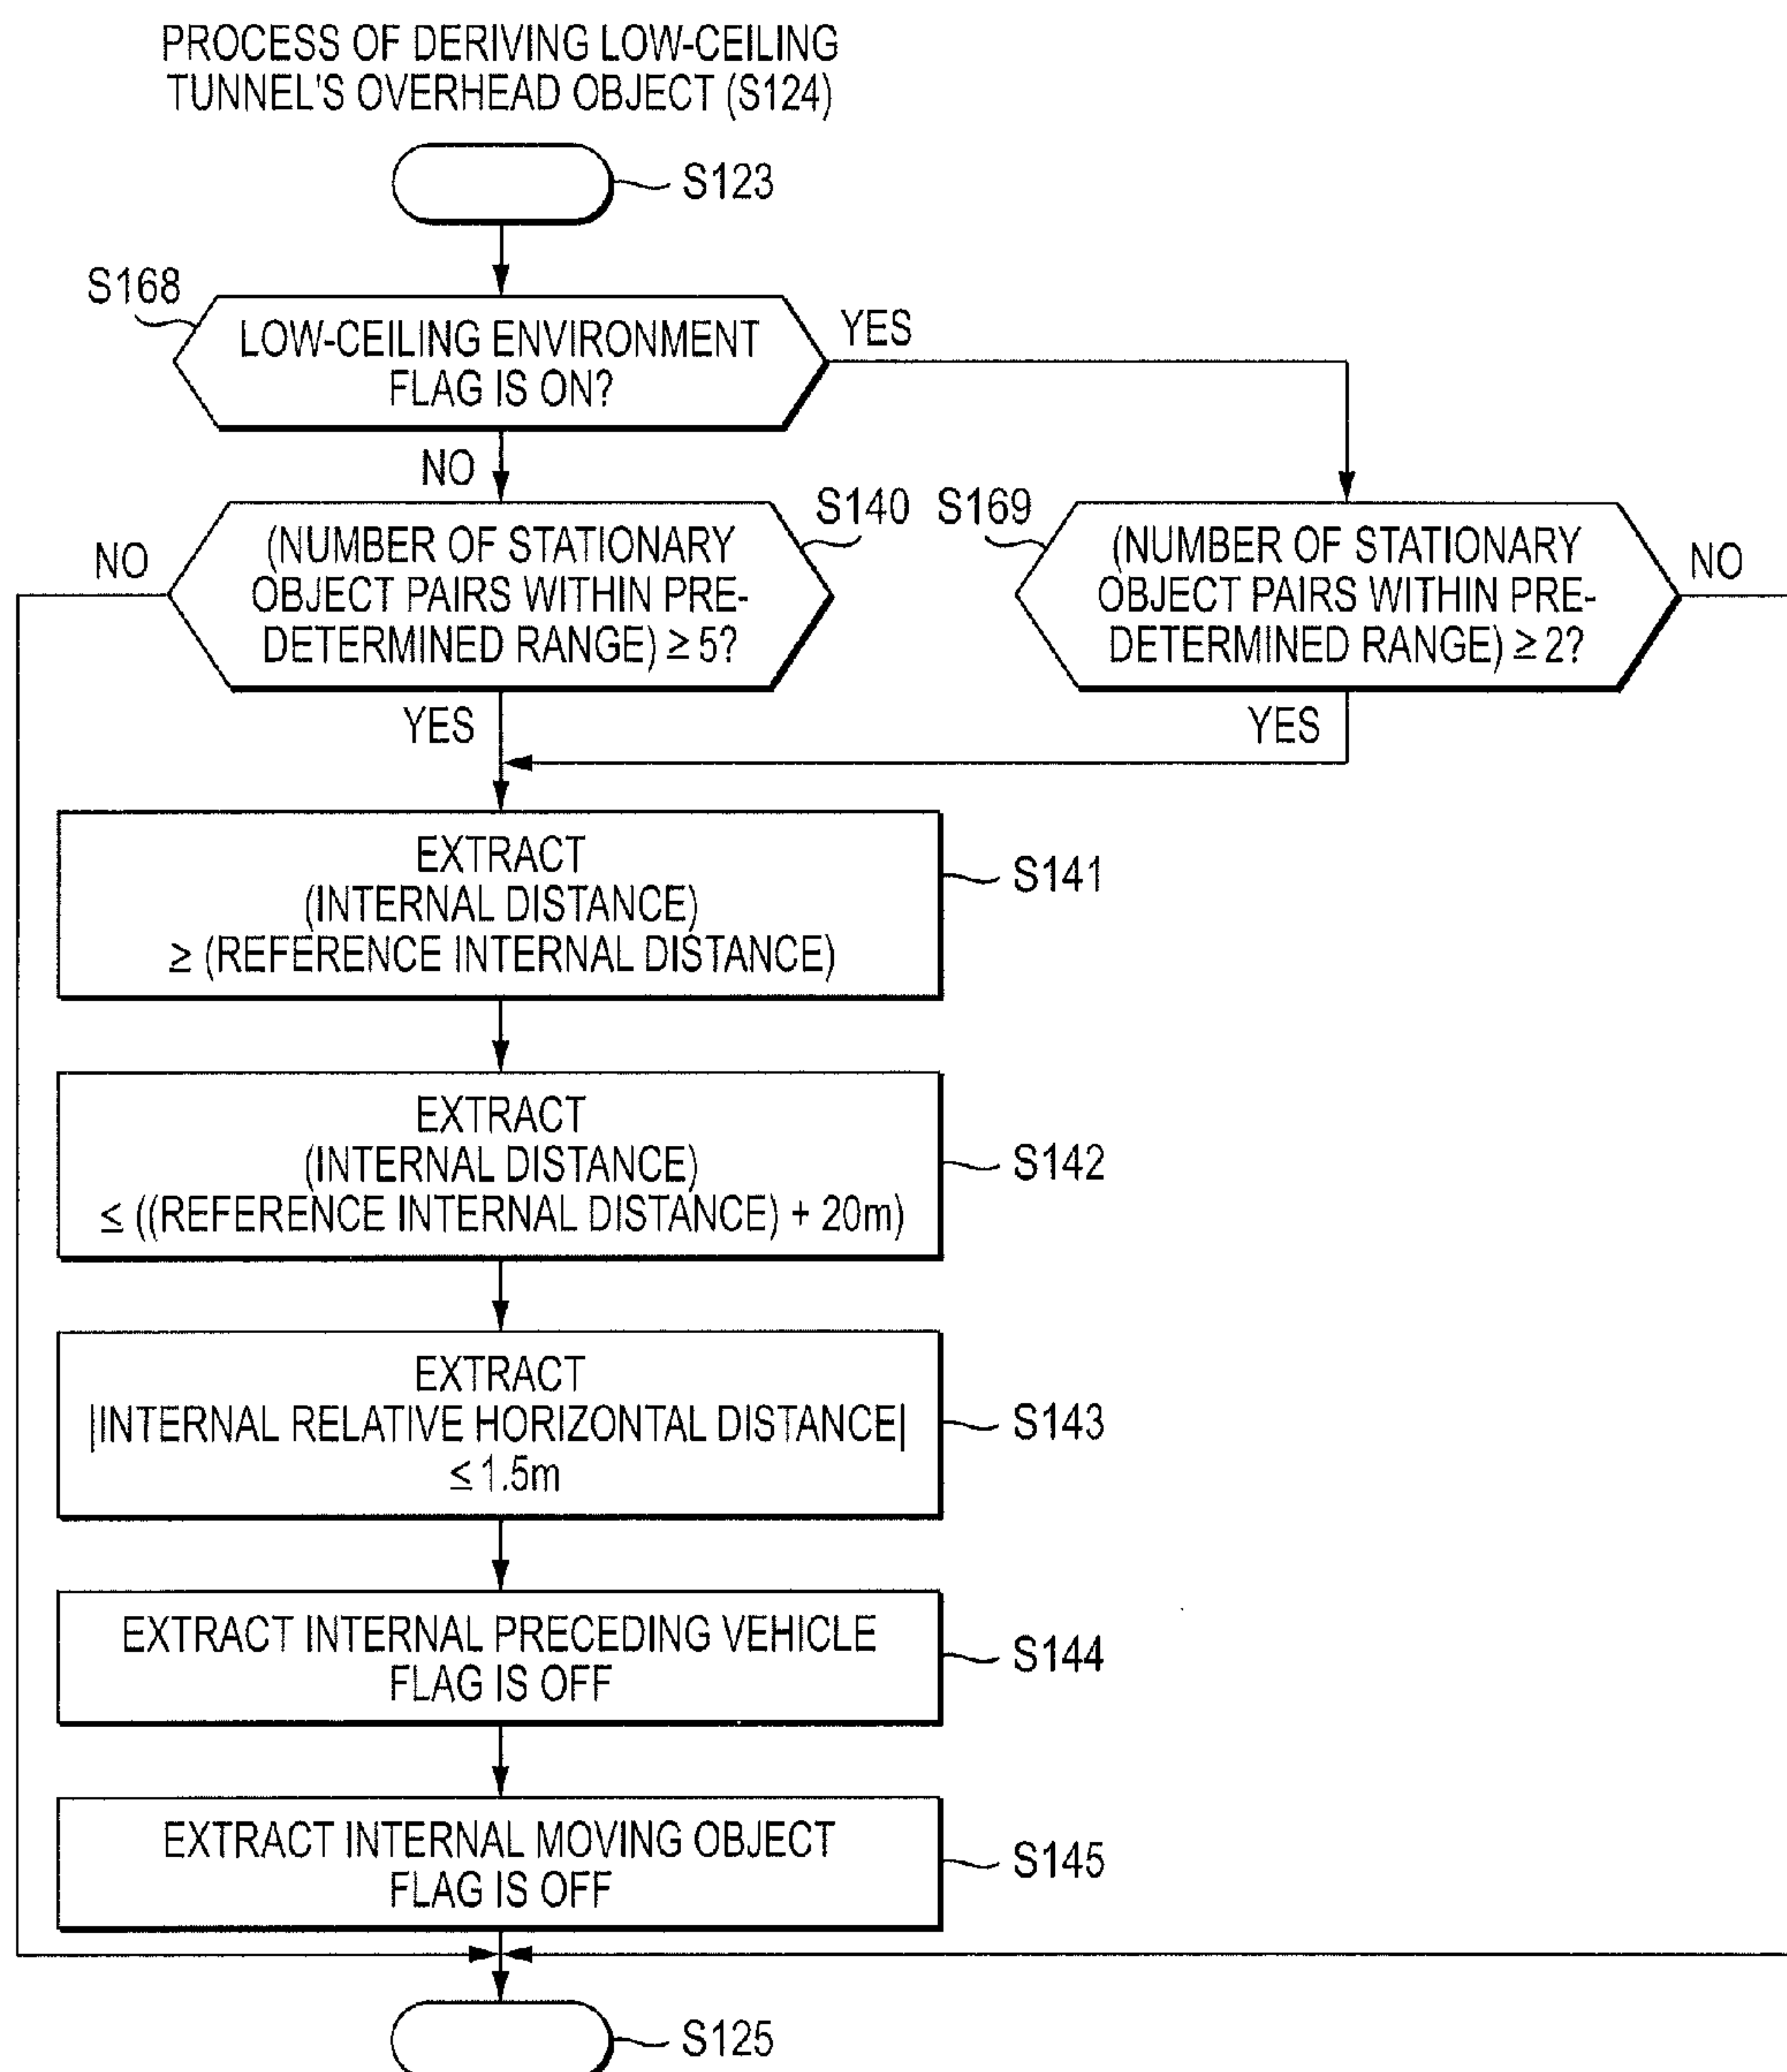 PROCESS OF DERIVING LOW-CEILING
TUNNEL'S OVERHEAD OBJECT (S124)
S123
S168
LOW-CEILING ENVIRONMENT
FLAG IS ON?
YES
NO
S140
S169
NO
(NUMBER OF STATIONARY
OBJECT PAIRS WITHIN PRE-
DETERMINED RANGE) ≥ 5?
(NUMBER OF STATIONARY
OBJECT PAIRS WITHIN PRE-
DETERMINED RANGE) ≥ 2?
NO
YES
YES
EXTRACT
(INTERNAL DISTANCE)
≥ (REFERENCE INTERNAL DISTANCE)
S141
EXTRACT
(INTERNAL DISTANCE)
≤ ((REFERENCE INTERNAL DISTANCE) + 20m)
S142
EXTRACT
|INTERNAL RELATIVE HORIZONTAL DISTANCE|
≤ 1.5m
S143
EXTRACT INTERNAL PRECEDING VEHICLE
FLAG IS OFF
S144
EXTRACT INTERNAL MOVING OBJECT
FLAG IS OFF
S145
S125